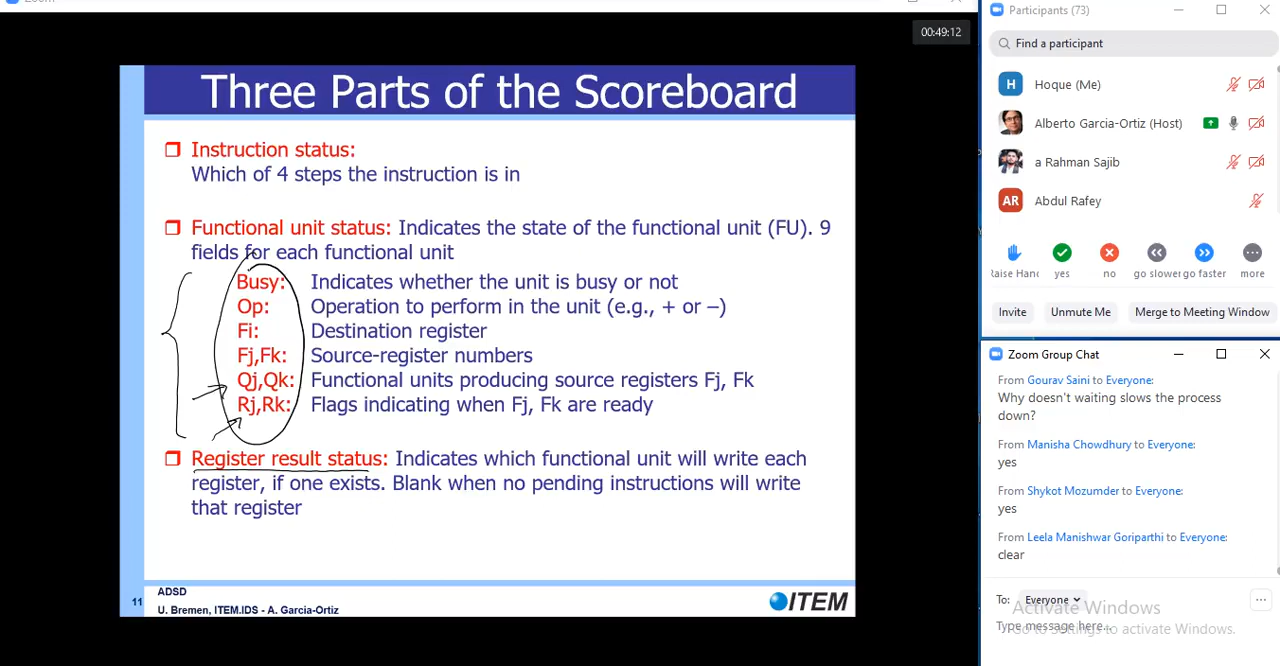 Zoom
00:49:12
Three Parts of the Scoreboard
Instruction status:
Which of 4 steps the instruction is in
Functional unit status: Indicates the state of the functional unit (FU). 9
fields for each functional unit
Busy: Indicates whether the unit is busy or not
Op: Operation to perform in the unit (e.g., + or –)
Fi: Destination register
Fj,Fk: Source-register numbers
Qj,Qk: Functional units producing source registers Fj, Fk
Rj,Rk: Flags indicating when Fj, Fk are ready
Register result status: Indicates which functional unit will write each
register, if one exists. Blank when no pending instructions will write
that register
11
ADSD
U. Bremen, ITEM.IDS - A. Garcia-Ortiz
ITEM
Participants (73)
Find a participant
H Hoque (Me)
Alberto Garcia-Ortiz (Host)
a Rahman Sajib
AR Abdul Rafey
Raise Hand yes no go slower go faster more
Invite Unmute Me Merge to Meeting Window
Zoom Group Chat
From Gourav Saini to Everyone:
Why doesn't waiting slows the process
down?
From Manisha Chowdhury to Everyone:
yes
From Shykot Mozumder to Everyone:
yes
From Leela Manishwar Goriparthi to Everyone:
clear
To: Everyone
Activate Windows
Type message here...
Go to Settings to activate Windows.